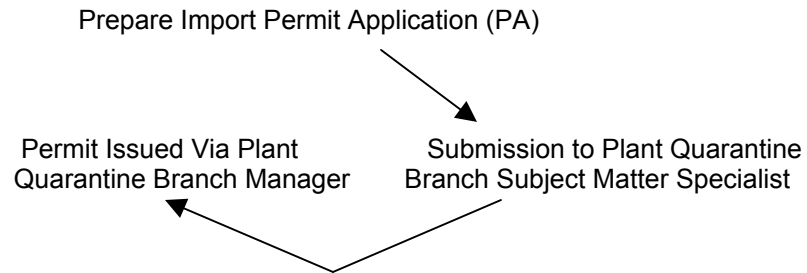 Prepare Import Permit Application (PA)
Permit Issued Via Plant
Quarantine Branch Manager
Submission to Plant Quarantine
Branch Subject Matter Specialist